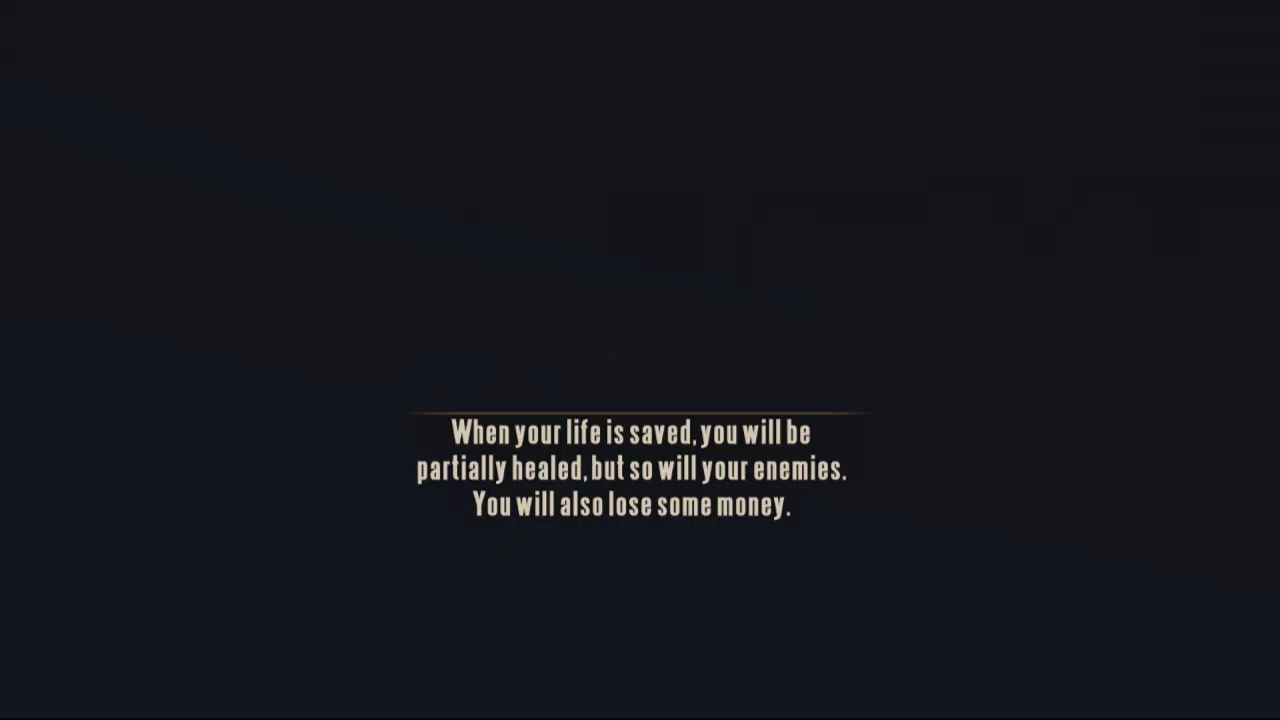 When your life is saved, you will be
partially healed, but so will your enemies.
You will also lose some money.